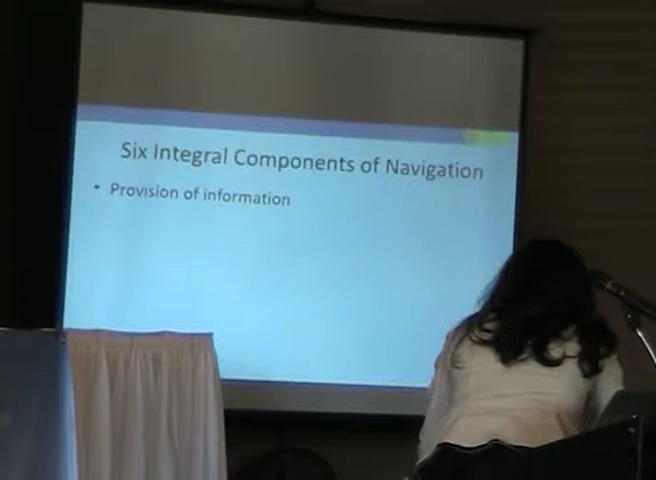 Six Integral Components of Navigation
• Provision of information